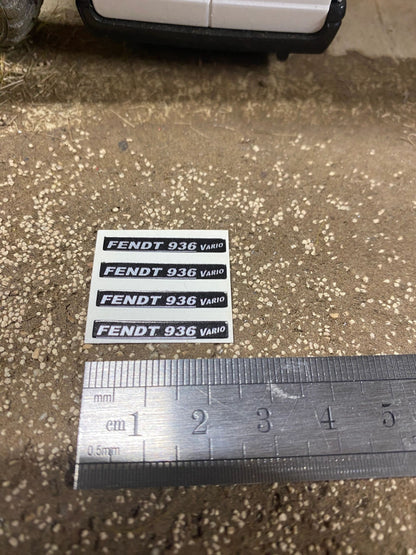 FENDT 936 VARIO
FENDT 936 VARIO
FENDT 936 VARIO
FENDT 936 VARIO
mm
cm 1 2 3 4 5
0.5mm